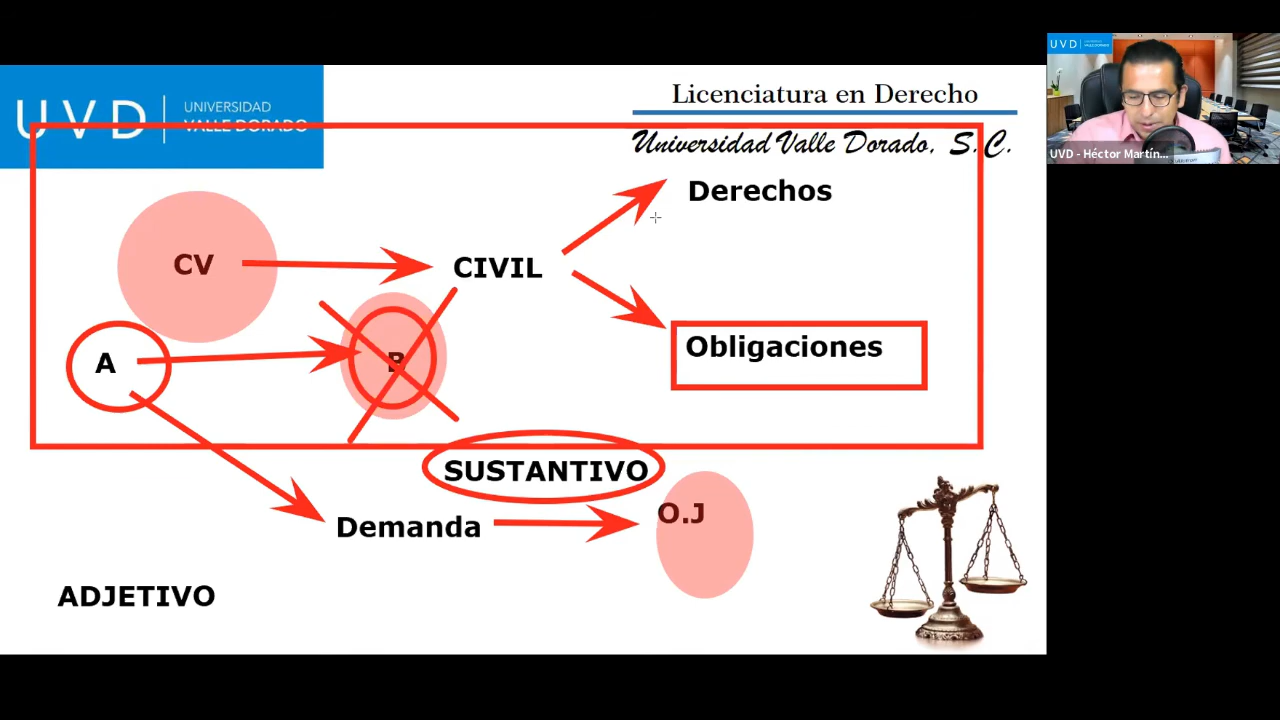 UVD
UNIVERSIDAD
VALLE DORADO
Licenciatura en Derecho
Universidad Valle Dorado, S.C.
Derechos
CV
CIVIL
Obligaciones
A
B
SUSTANTIVO
O.J
Demanda
ADJETIVO
UVD
UVD - Héctor Martín...